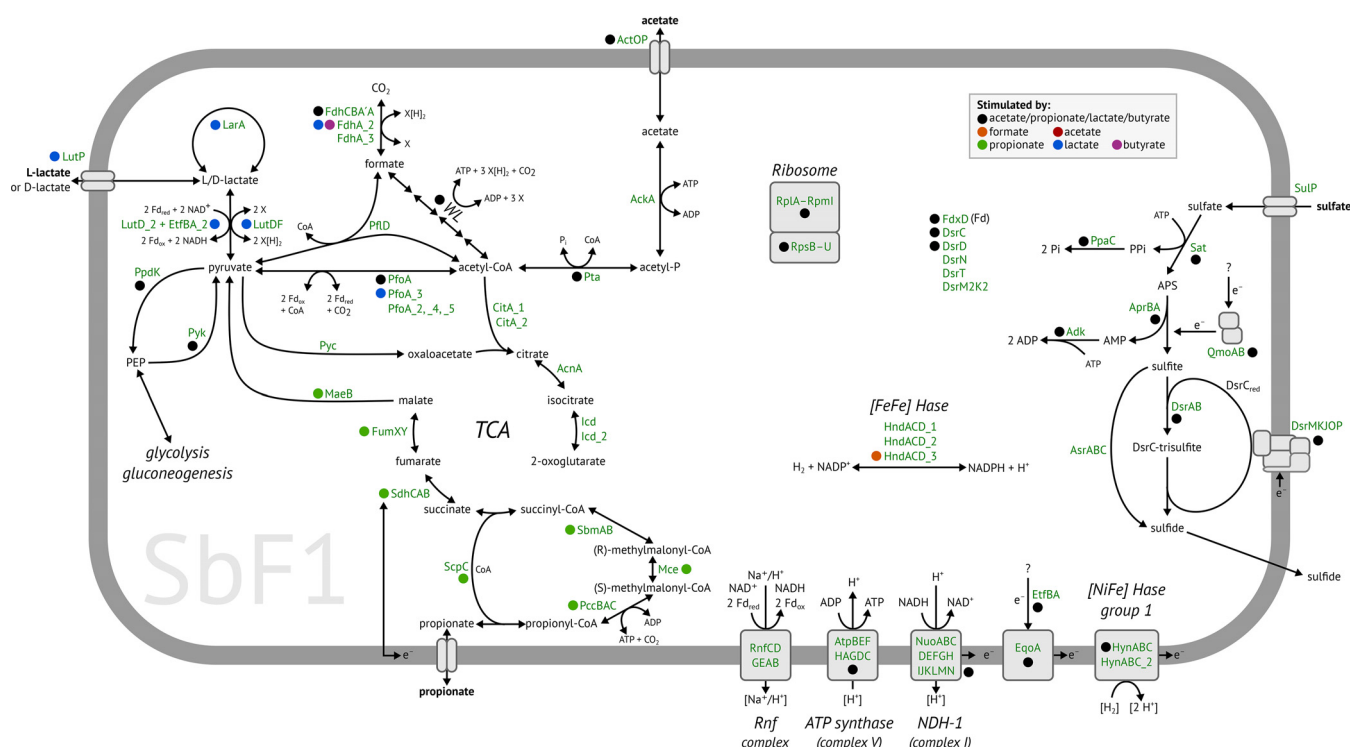 acetate
ActOP
CO2
FdhCBA´A
FdhA_2
FdhA_3
X[H]2
X
formate
LarA
LutP
L-lactate
or D-lactate
L/D-lactate
2 Fdred + 2 NAD+
LutD_2 + EtfBA_2
2 Fdox + 2 NADH
2 X
LutDF
2 X[H]2
ATP + 3 X[H]2 + CO2
ADP + 3 X
WL
PflD
CoA
acetate
AckA
ATP
ADP
pyruvate
acetyl-CoA
Pi
CoA
Pta
acetyl-P
PfoA
PfoA_3
PfoA_2,_4,_5
2 Fdox
+ CoA
2 Fdred
+ CO2
PpdK
Pyk
PEP
glycolysis
gluconeogenesis
Pyc
oxaloacetate
CitA_1
CitA_2
citrate
AcnA
isocitrate
Icd
Icd_2
2-oxoglutarate
MaeB
malate
TCA
FumXY
fumarate
SdhCAB
succinate
succinyl-CoA
SbmAB
(R)-methylmalonyl-CoA
Mce
(S)-methylmalonyl-CoA
ScpC
CoA
PccBAC
ADP
ATP + CO2
propionate
propionyl-CoA
e−
propionate
SbF1
Stimulated by:
acetate/propionate/lactate/butyrate
formate
acetate
propionate
lactate
butyrate
Ribosome
RplA–RpmI
RpsB–U
FdxD (Fd)
DsrC
DsrD
DsrN
DsrT
DsrM2K2
SulP
sulfate
sulfate
ATP
2 Pi
PpaC
PPi
Sat
APS
?
e−
AprBA
2 ADP
Adk
AMP
ATP
e−
QmoAB
sulfite
DsrCred
DsrAB
AsrABC
DsrC-trisulfite
DsrMKJOP
e−
sulfide
sulfide
[FeFe] Hase
HndACD_1
HndACD_2
HndACD_3
H2 + NADP+
NADPH + H+
Na+/H+
NAD+
2 Fdred
NADH
2 Fdox
RnfCD
GEAB
[Na+/H+]
Rnf
complex
H+
ADP
ATP
AtpBEF
HAGDC
[H+]
ATP synthase
(complex V)
H+
NADH
NAD+
NuoABC
DEFGH
IJKLMN
e−
[H+]
NDH-1
(complex I)
?
e−
EtfBA
EqoA
e−
[NiFe] Hase
group 1
HynABC
HynABC_2
e−
[H2]
[2 H+]